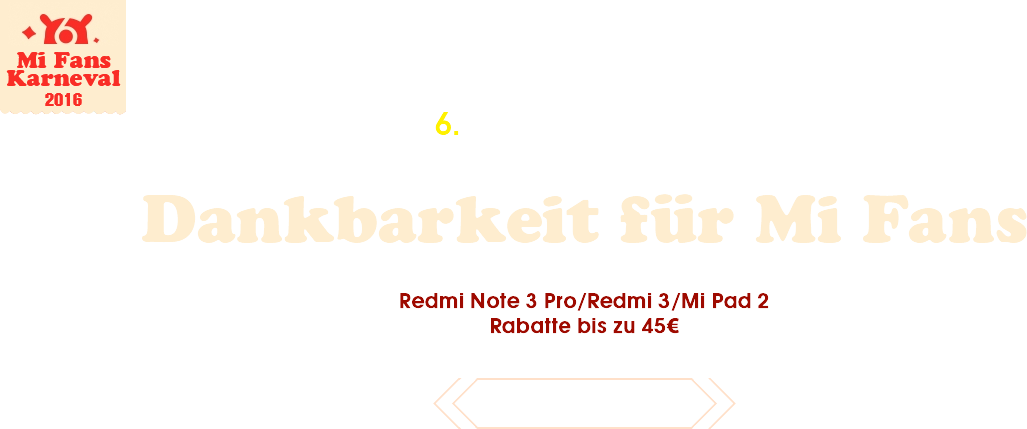 Mi Fans
Karneval
2016
6.
Dankbarkeit für Mi Fans
Redmi Note 3 Pro/Redmi 3/Mi Pad 2
Rabatte bis zu 45€